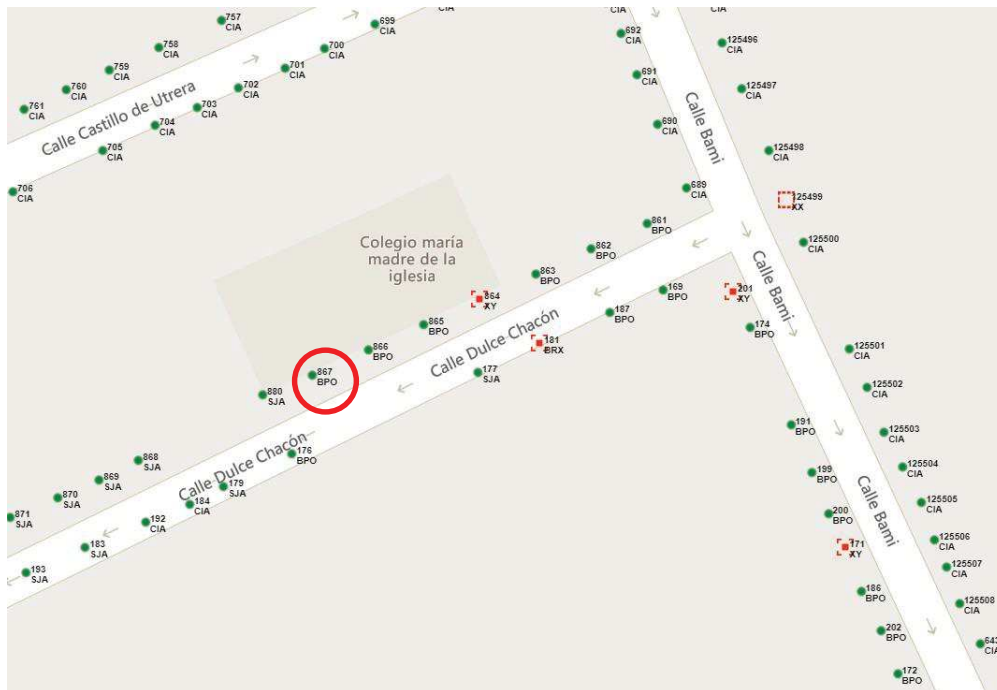 757
CIA
758
CIA
759
CIA
760
CIA
761
CIA
699
CIA
700
CIA
701
CIA
702
CIA
703
CIA
704
CIA
705
CIA
706
CIA
Calle Castillo de Utrera
CIA
CIA
CIA
692
CIA
691
CIA
690
CIA
689
CIA
125496
CIA
125497
CIA
125498
CIA
125499
XX
125500
CIA
Calle Bami
Colegio maría
madre de la
iglesia
861
BPO
862
BPO
863
BPO
864
XY
865
BPO
866
BPO
867
BPO
880
SJA
868
SJA
869
SJA
870
SJA
871
SJA
169
BPO
187
BPO
181
BRX
177
SJA
176
BPO
179
SJA
184
CIA
192
CIA
183
SJA
193
SJA
Calle Dulce Chacón
Calle Dulce Chacón
201
XY
174
BPO
Calle Bami
125501
CIA
125502
CIA
125503
CIA
125504
CIA
125505
CIA
125506
CIA
125507
CIA
125508
CIA
643
CIA
191
BPO
199
BPO
200
BPO
171
XY
186
BPO
202
BPO
172
BPO
Calle Bami